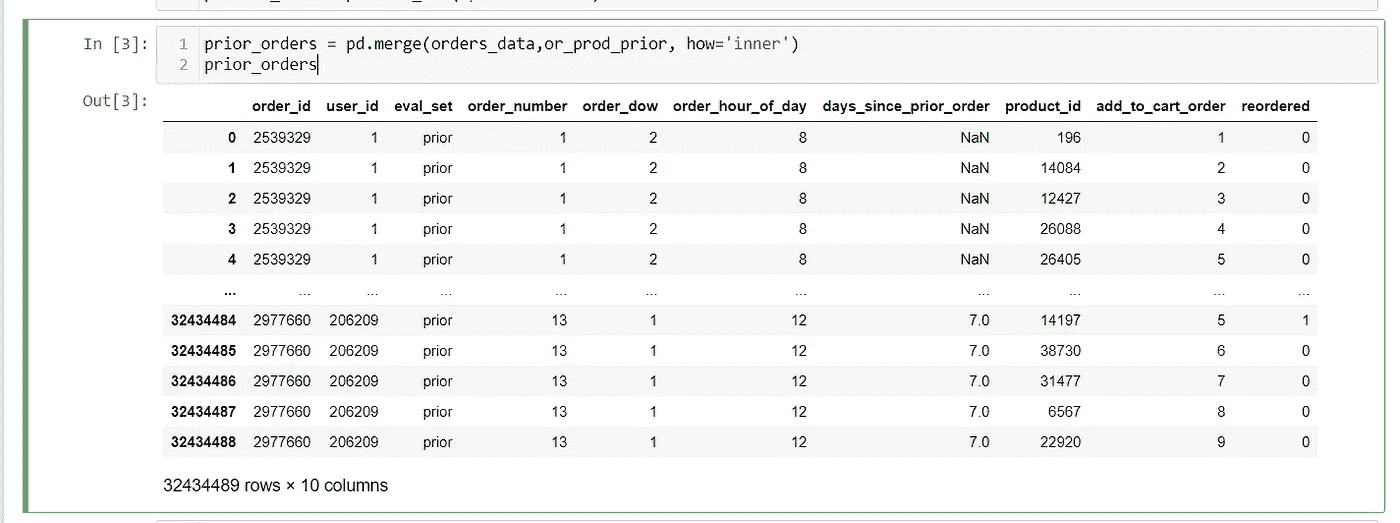 In [3]: 1 prior_orders = pd.merge(orders_data,or_prod_prior, how='inner')
2 prior_orders
Out[3]:
order_id user_id eval_set order_number order_dow order_hour_of_day days_since_prior_order product_id add_to_cart_order reordered
0 2539329 1 prior 1 2 8 NaN 196 1 0
1 2539329 1 prior 1 2 8 NaN 14084 2 0
2 2539329 1 prior 1 2 8 NaN 12427 3 0
3 2539329 1 prior 1 2 8 NaN 26088 4 0
4 2539329 1 prior 1 2 8 NaN 26405 5 0
... ... ... ... ... ... ... ... ... ... ...
32434484 2977660 206209 prior 13 1 12 7.0 14197 5 1
32434485 2977660 206209 prior 13 1 12 7.0 38730 6 0
32434486 2977660 206209 prior 13 1 12 7.0 31477 7 0
32434487 2977660 206209 prior 13 1 12 7.0 6567 8 0
32434488 2977660 206209 prior 13 1 12 7.0 22920 9 0
32434489 rows × 10 columns